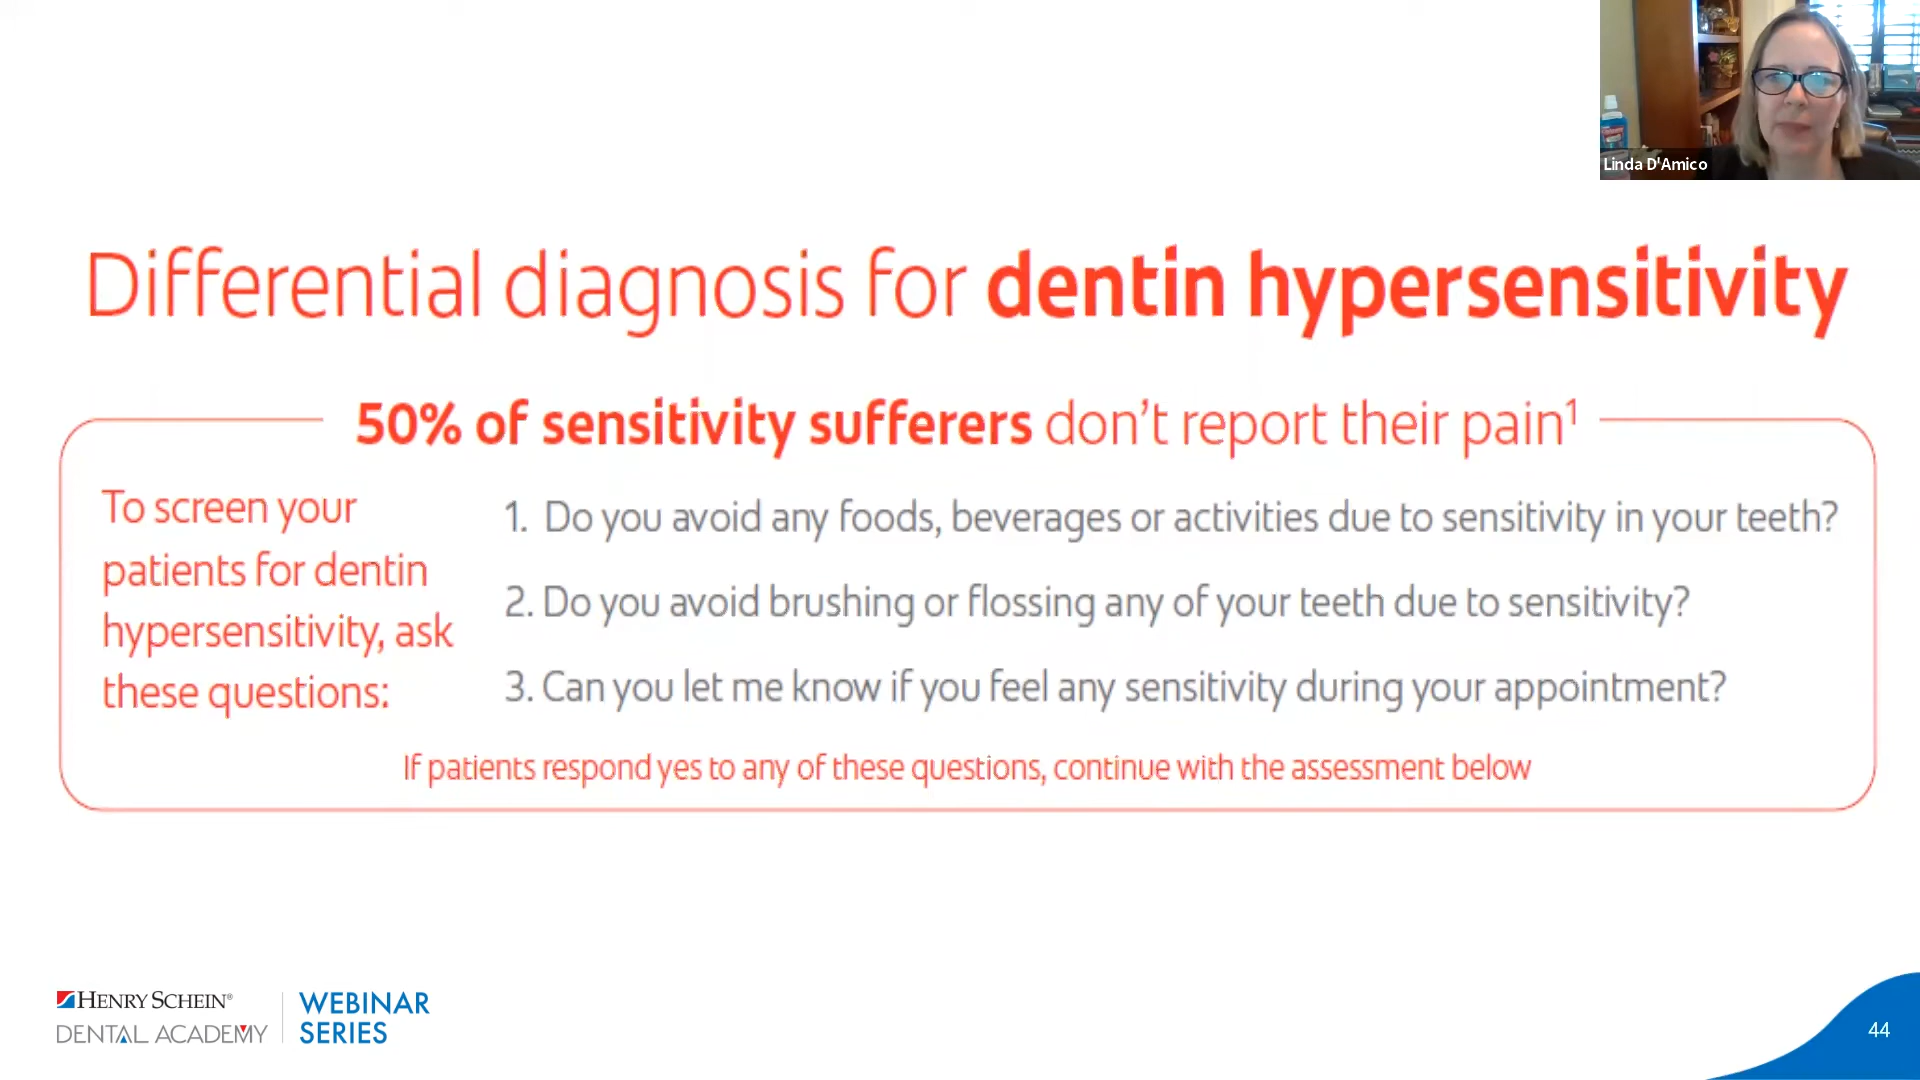 Linda D'Amico
Differential diagnosis for dentin hypersensitivity
50% of sensitivity sufferers don't report their pain¹
To screen your
patients for dentin
hypersensitivity, ask
these questions:
1. Do you avoid any foods, beverages or activities due to sensitivity in your teeth?
2. Do you avoid brushing or flossing any of your teeth due to sensitivity?
3. Can you let me know if you feel any sensitivity during your appointment?
If patients respond yes to any of these questions, continue with the assessment below
HENRY SCHEIN®
DENTAL ACADEMY
WEBINAR
SERIES
44